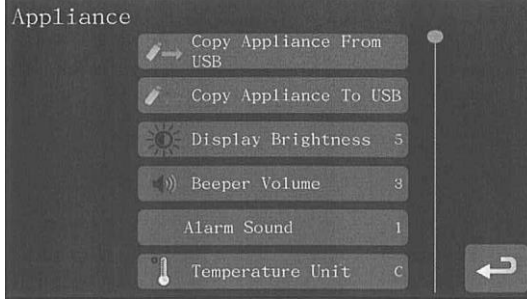 Appliance
Copy Appliance From
USB
Copy Appliance To USB
Display Brightness 5
Beeper Volume 3
Alarm Sound 1
Temperature Unit C